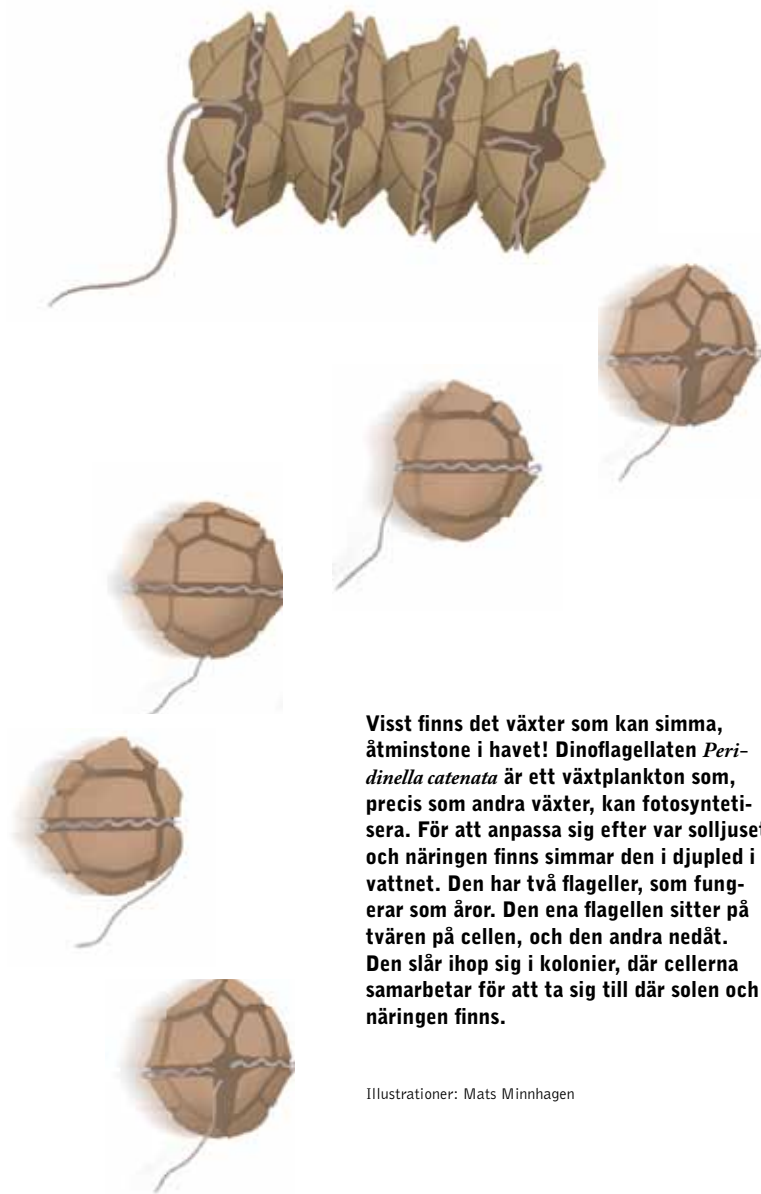 Visst finns det växter som kan simma,
åtminstone i havet! Dinoflagellaten Peri-
dinella catenata är ett växtplankton som,
precis som andra växter, kan fotosynteti-
sera. För att anpassa sig efter var solljuset
och näringen finns simmar den i djupled i
vattnet. Den har två flageller, som fung-
erar som åror. Den ena flagellen sitter på
tvären på cellen, och den andra nedåt.
Den slår ihop sig i kolonier, där cellerna
samarbetar för att ta sig till där solen och
näringen finns.
Illustrationer: Mats Minnhagen